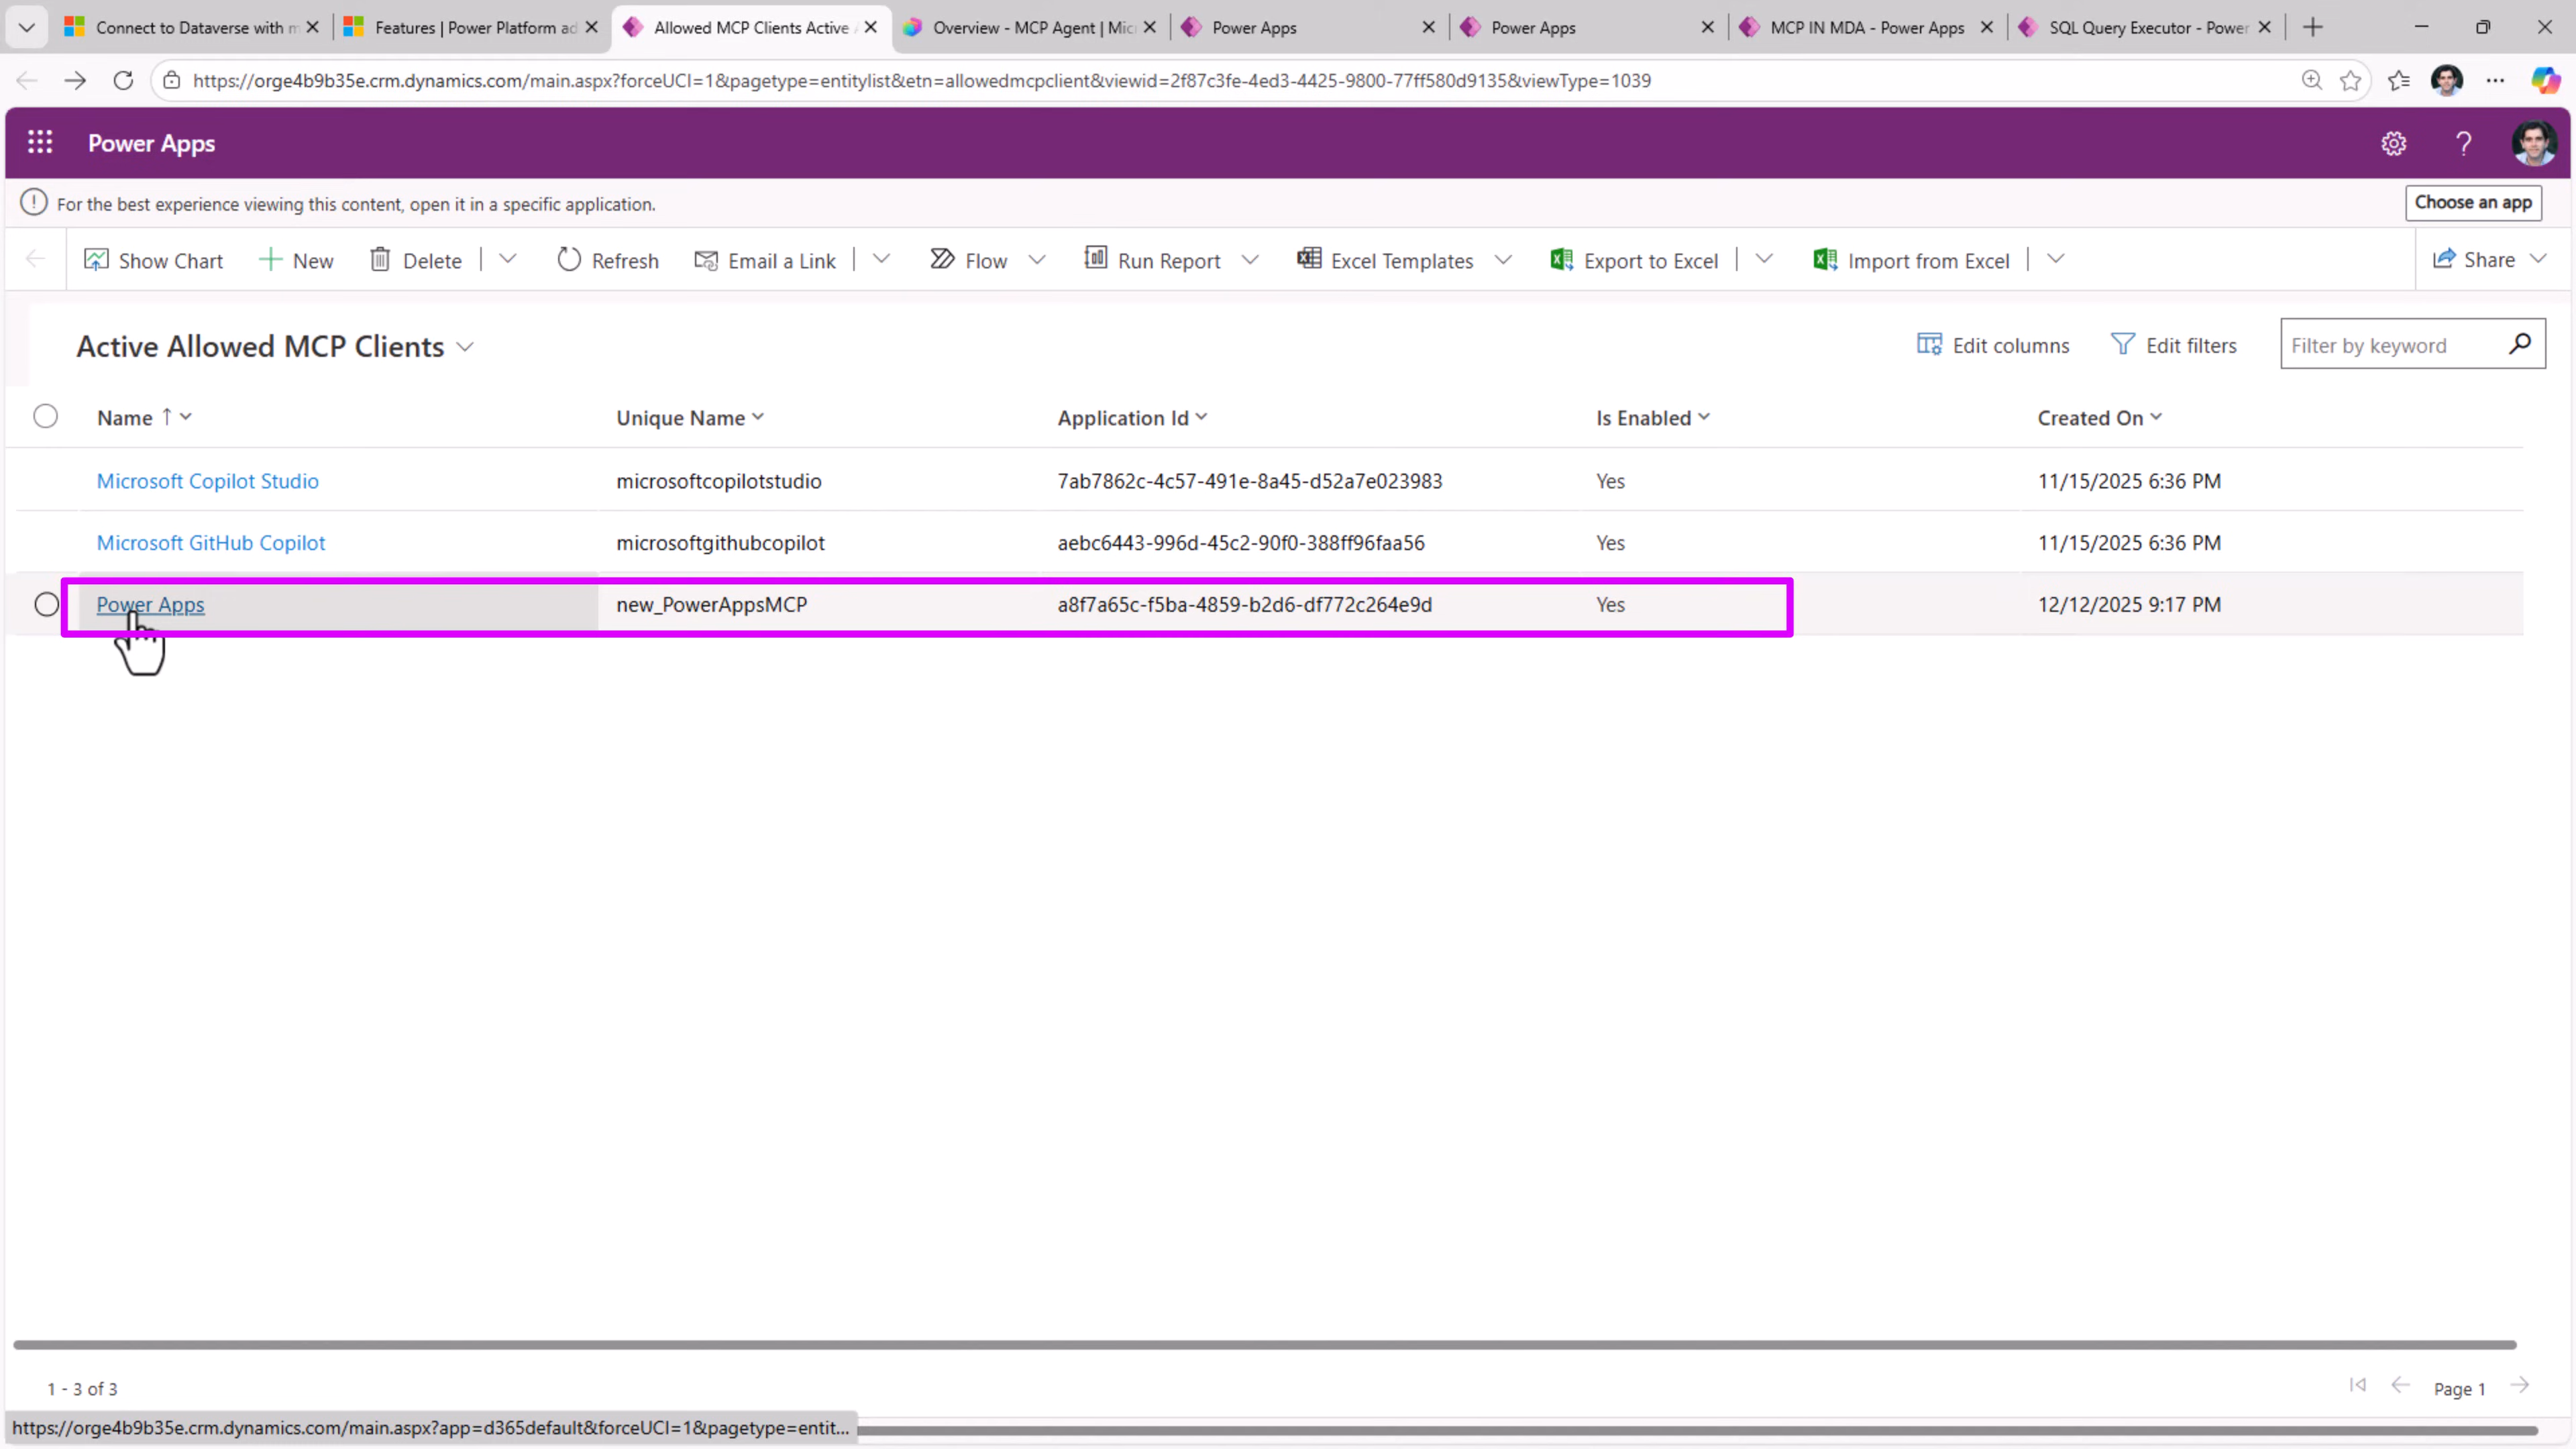 Connect to Dataverse with m
Features | Power Platform ad
Allowed MCP Clients Active
Overview - MCP Agent | Mic
Power Apps
Power Apps
MCP IN MDA - Power Apps
SQL Query Executor - Power
https://orge4b9b35e.crm.dynamics.com/main.aspx?forceUCI=1&pagetype=entitylist&etn=allowedmcpclient&viewid=2f87c3fe-4ed3-4425-9800-77ff580d9135&viewType=1039
Power Apps
For the best experience viewing this content, open it in a specific application.
Choose an app
Show Chart New Delete Refresh Email a Link Flow Run Report Excel Templates Export to Excel Import from Excel Share
Active Allowed MCP Clients
Edit columns Edit filters Filter by keyword
Name Unique Name Application Id Is Enabled Created On
Microsoft Copilot Studio microsoftcopilotstudio 7ab7862c-4c57-491e-8a45-d52a7e023983 Yes 11/15/2025 6:36 PM
Microsoft GitHub Copilot microsoftgithubcopilot aebc6443-996d-45c2-90f0-388ff96faa56 Yes 11/15/2025 6:36 PM
Power Apps new_PowerAppsMCP a8f7a65c-f5ba-4859-b2d6-df772c264e9d Yes 12/12/2025 9:17 PM
1 - 3 of 3
Page 1
https://orge4b9b35e.crm.dynamics.com/main.aspx?app=d365default&forceUCI=1&pagetype=entit...